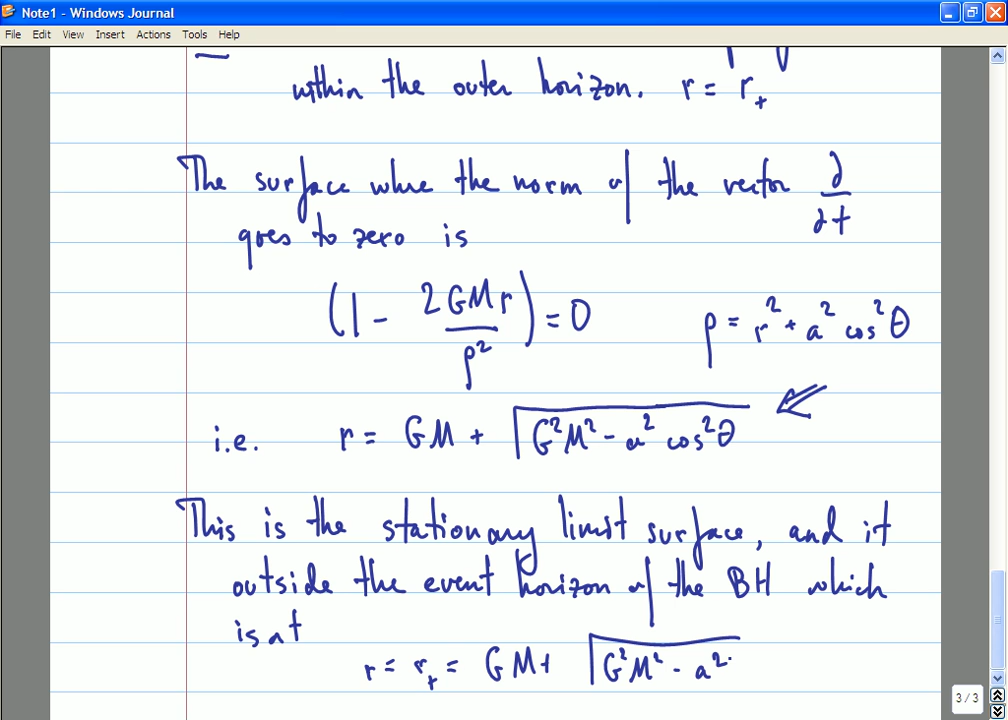 Note1 - Windows Journal
File Edit View Insert Actions Tools Help
within the outer horizon. r = r₊
The surface where the norm of the vector ∂/∂t
goes to zero is
(1 - 2GMr/ρ²) = 0 ρ = r² + a² cos²θ
i.e. r = GM + √(G²M² - a² cos²θ)
This is the stationary limit surface, and it
outside the event horizon of the BH which
is at
r = r₊ = GM + √(G²M² - a²)
3/3